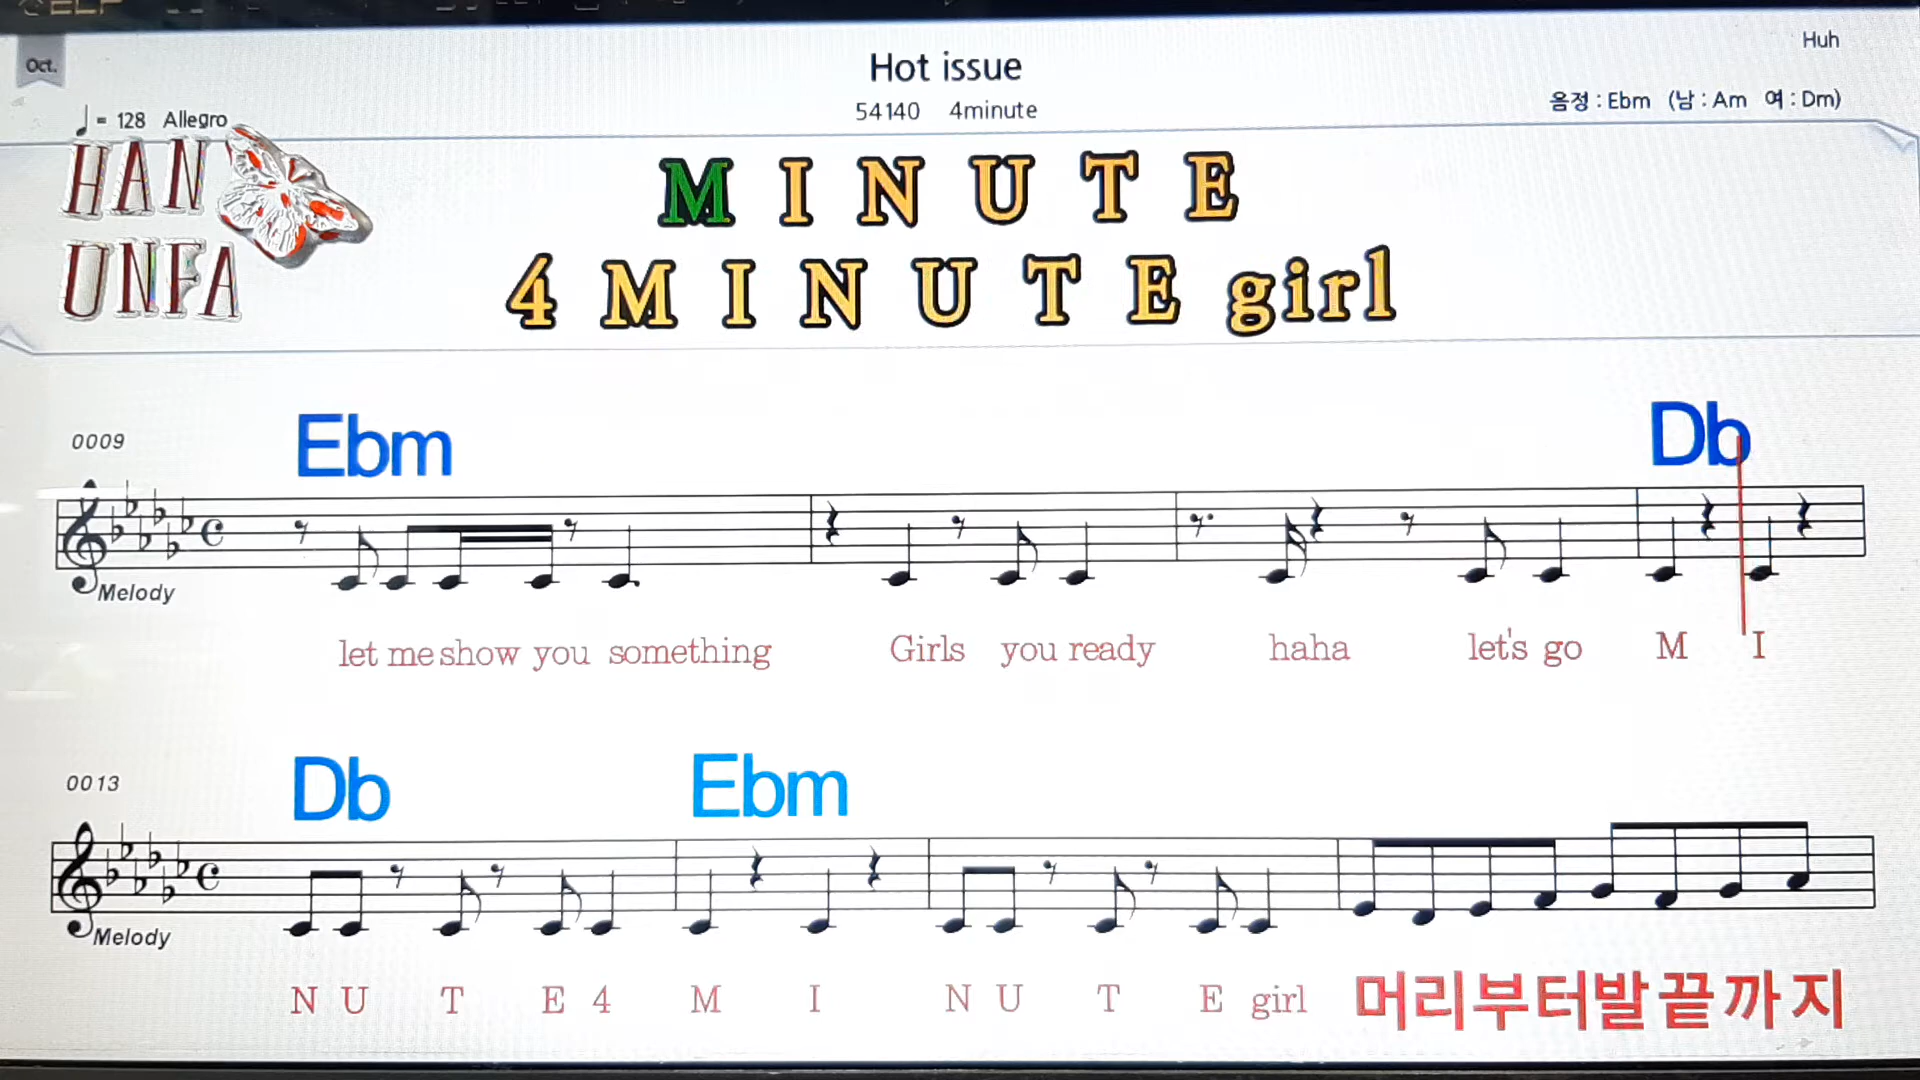 Oct.
Huh
Hot issue
54140 4minute
음정 : Ebm (남 : Am 여 : Dm)
♩ = 128 Allegro
HAN
UNFA
M I N U T E
4 M I N U T E girl
Ebm Db
0009
Melody
let me show you something Girls you ready haha let's go M I
Db Ebm
0013
Melody
N U T E 4 M I N U T E girl 머리부터발끝까지